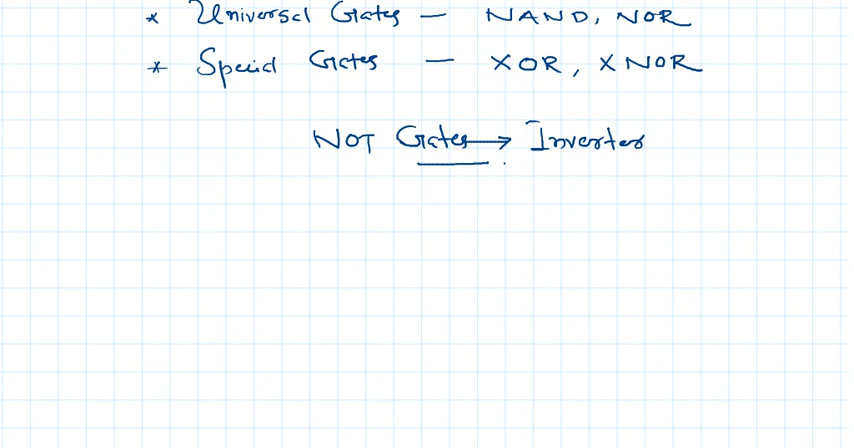 * Universal Gates — NAND, NOR
* Special Gates — XOR, XNOR
NOT Gates → Inverter